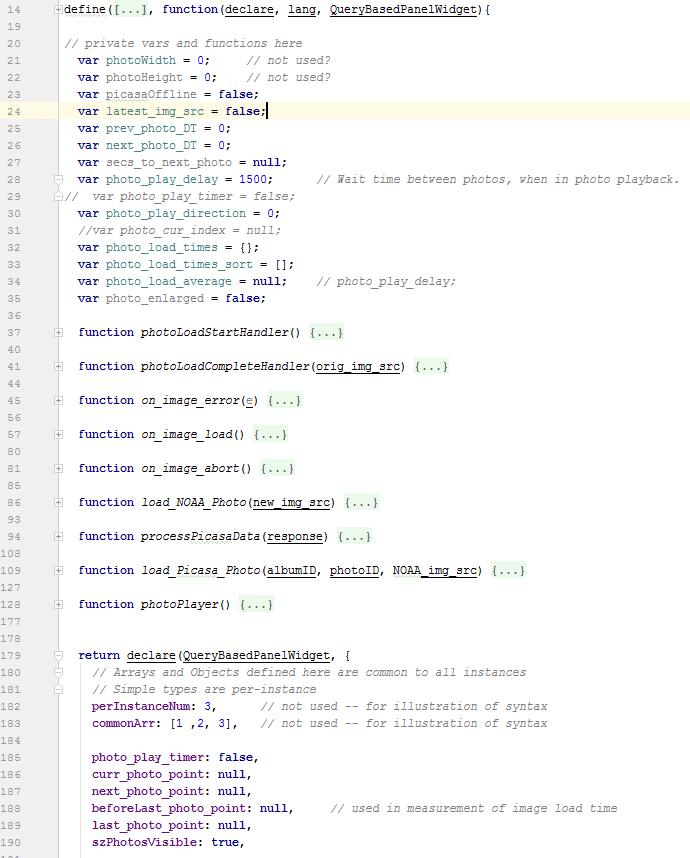 14 define([...], function(declare, lang, QueryBasedPanelWidget){
19
20 // private vars and functions here
21 var photoWidth = 0; // not used?
22 var photoHeight = 0; // not used?
23 var picasaOffline = false;
24 var latest_img_src = false;
25 var prev_photo_DT = 0;
26 var next_photo_DT = 0;
27 var secs_to_next_photo = null;
28 var photo_play_delay = 1500; // Wait time between photos, when in photo playback.
29 // var photo_play_timer = false;
30 var photo_play_direction = 0;
31 //var photo_cur_index = null;
32 var photo_load_times = {};
33 var photo_load_times_sort = [];
34 var photo_load_average = null; // photo_play_delay;
35 var photo_enlarged = false;
36
37 function photoLoadStartHandler() {...}
40
41 function photoLoadCompleteHandler(orig_img_src) {...}
44
45 function on_image_error(e) {...}
56
57 function on_image_load() {...}
80
81 function on_image_abort() {...}
85
86 function load_NOAA_Photo(new_img_src) {...}
93
94 function processPicasaData(response) {...}
108
109 function load_Picasa_Photo(albumID, photoID, NOAA_img_src) {...}
127
128 function photoPlayer() {...}
177
178
179 return declare(QueryBasedPanelWidget, {
180 // Arrays and Objects defined here are common to all instances
181 // Simple types are per-instance
182 perInstanceNum: 3, // not used -- for illustration of syntax
183 commonArr: [1 ,2, 3], // not used -- for illustration of syntax
184
185 photo_play_timer: false,
186 curr_photo_point: null,
187 next_photo_point: null,
188 beforeLast_photo_point: null, // used in measurement of image load time
189 last_photo_point: null,
190 szPhotosVisible: true,